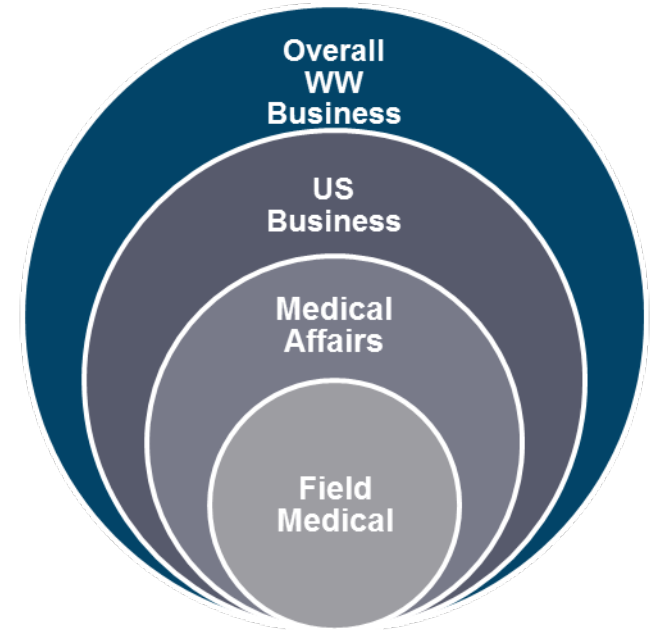 Overall
WW
Business
US
Business
Medical
Affairs
Field
Medical